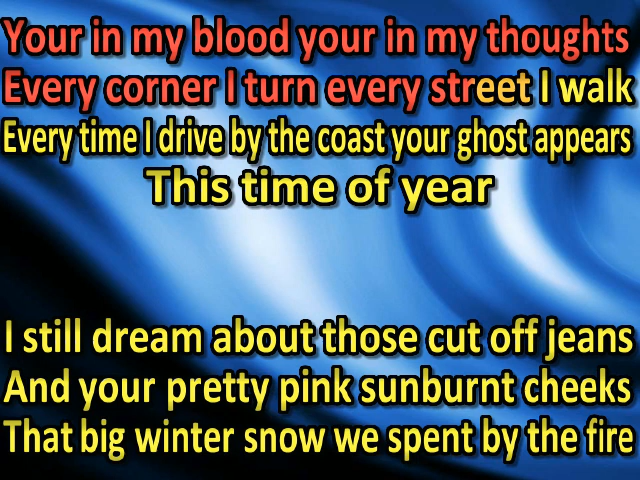 Your in my blood your in my thoughts
Every corner I turn every street I walk
Every time I drive by the coast your ghost appears
This time of year
I still dream about those cut off jeans
And your pretty pink sunburnt cheeks
That big winter snow we spent by the fire